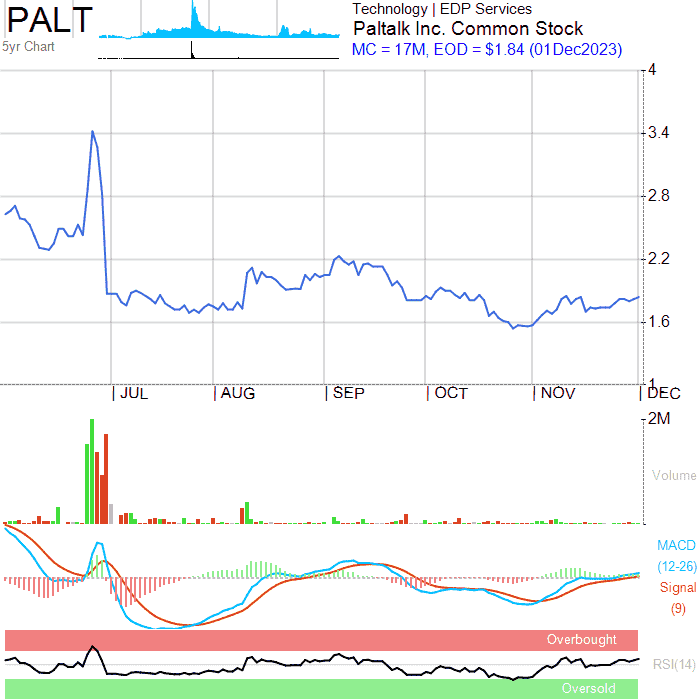 PALT
5yr Chart
Technology | EDP Services
Paltalk Inc. Common Stock
MC = 17M, EOD = $1.84 (01Dec2023)
4
3.4
2.8
2.2
1.6
1
JUL
AUG
SEP
OCT
NOV
DEC
2M
Volume
MACD
(12-26)
Signal
(9)
Overbought
RSI(14)
Oversold